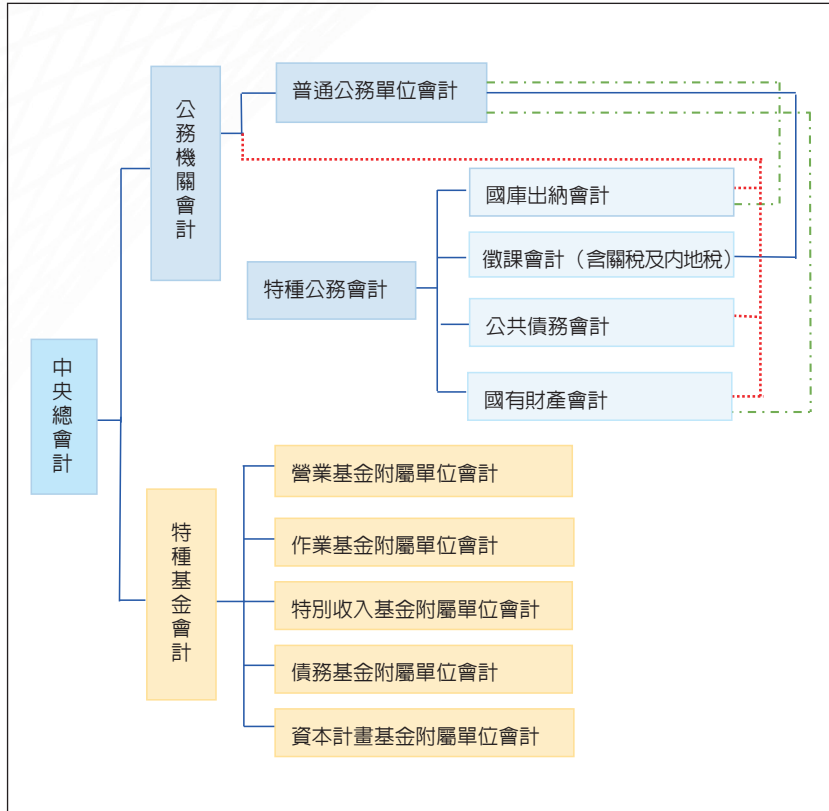 中央總會計
公務機關會計
普通公務單位會計
特種公務會計
國庫出納會計
徵課會計（含關稅及內地稅）
公共債務會計
國有財產會計
特種基金會計
營業基金附屬單位會計
作業基金附屬單位會計
特別收入基金附屬單位會計
債務基金附屬單位會計
資本計畫基金附屬單位會計